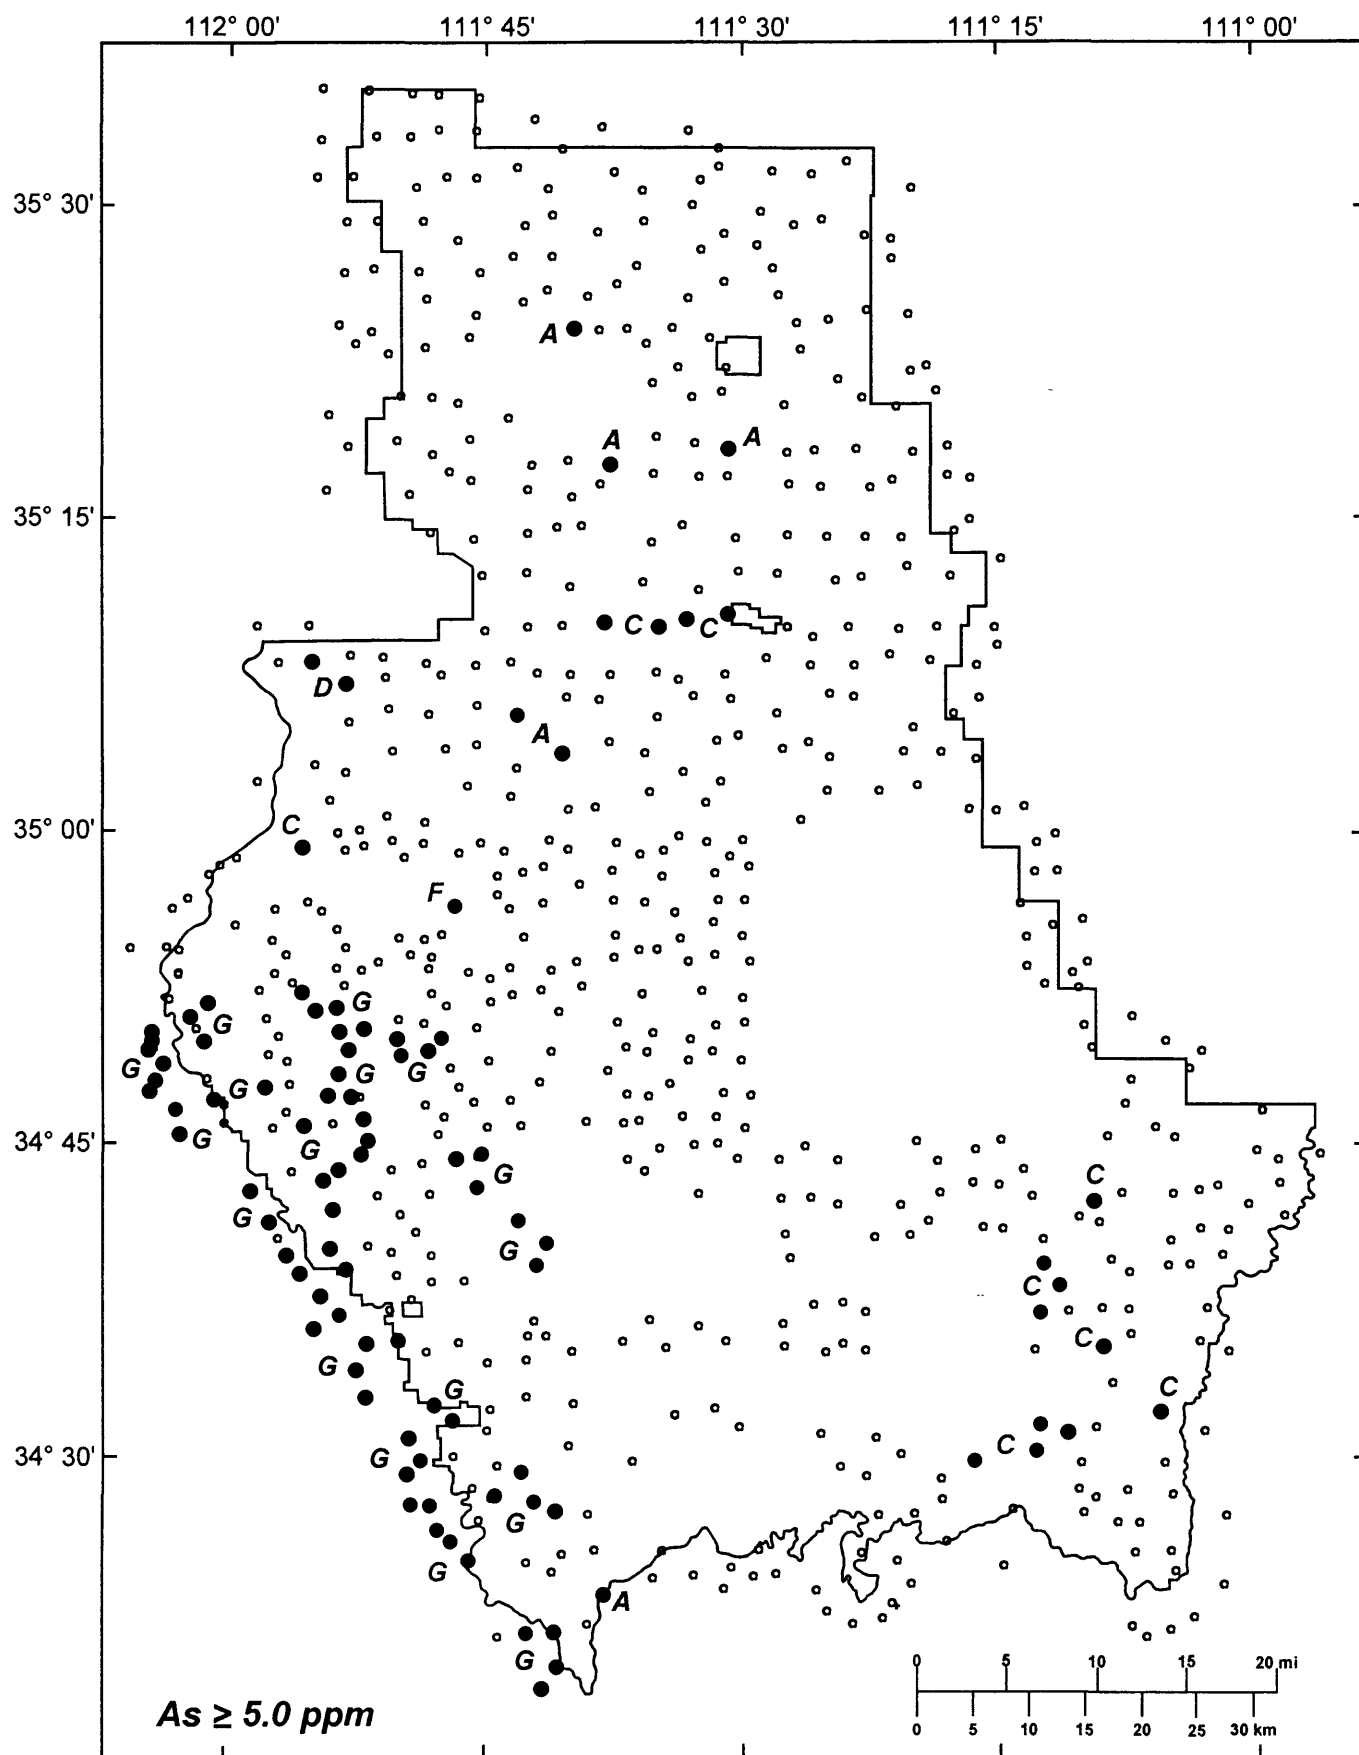 112° 00' 111° 45' 111° 30' 111° 15' 111° 00'
35° 30'
A
A A
35° 15'
C C
D
A
35° 00'
C
F
G
G
G G G
G
G
34° 45'
G
G
C
G
G
C
C
G
G
C
C
34° 30'
G
G
G
A
G
0 5 10 15 20 mi
As ≥ 5.0 ppm
0 5 10 15 20 25 30 km